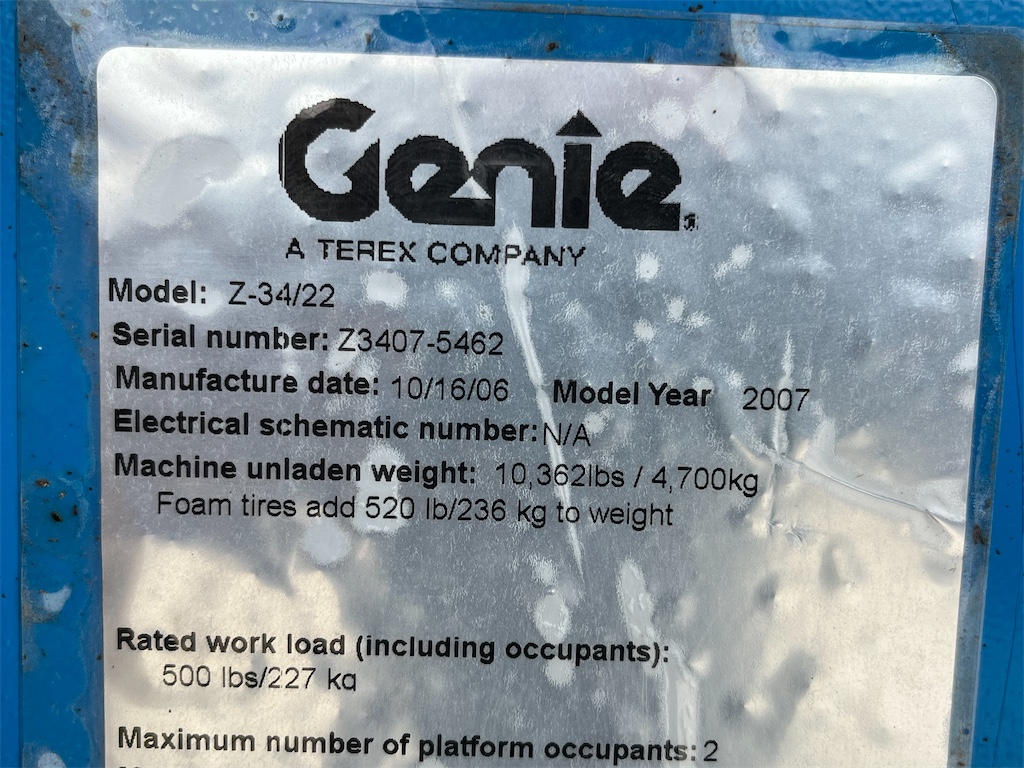 Genie
A TEREX COMPANY
Model: Z-34/22
Serial number: Z3407-5462
Manufacture date: 10/16/06 Model Year 2007
Electrical schematic number: N/A
Machine unladen weight: 10,362lbs / 4,700kg
Foam tires add 520 lb/236 kg to weight
Rated work load (including occupants):
500 lbs/227 kg
Maximum number of platform occupants: 2